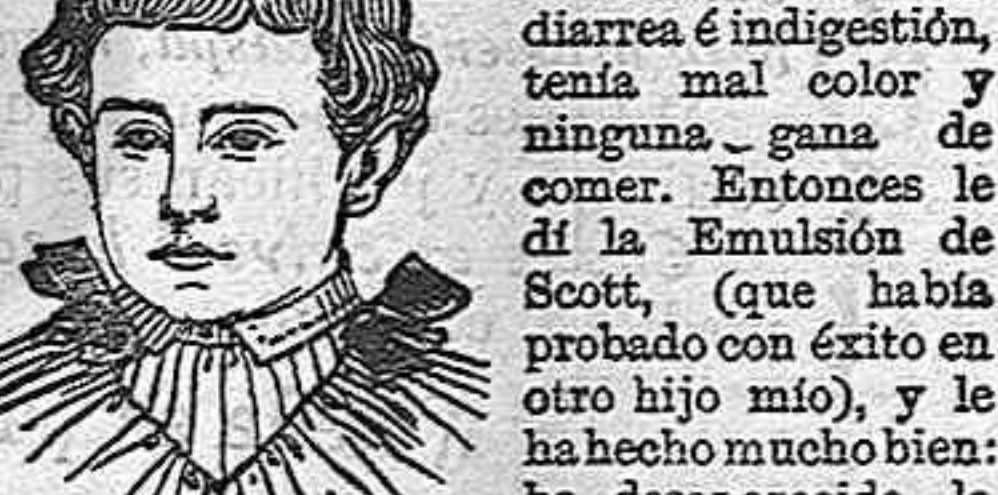 diarrea é indigestión,
tenía mal color y
ninguna gana de
comer. Entonces le
dí la Emulsión de
Scott, (que había
probado con éxito en
otro hijo mío), y le
ha hecho mucho bien: